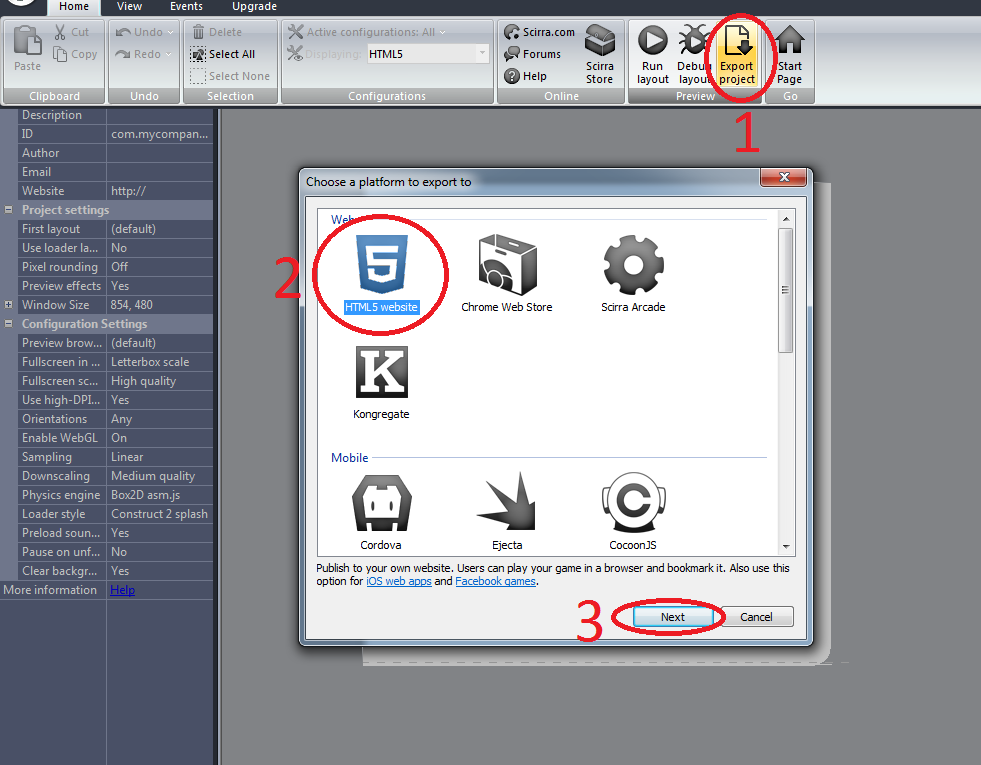 Home View Events Upgrade
Cut Undo Delete Active configurations: All Scirra.com
Copy Redo Select All Displaying: HTML5 Forums
Paste Select None Help Scirra Store Run layout Debug layout Export project Start Page
Clipboard Undo Selection Configurations Online Preview Go
1
Description
ID com.mycompan...
Author
Email
Website http://
Project settings
First layout (default)
Use loader la... No
Pixel rounding Off
Preview effects Yes
Window Size 854, 480
Configuration Settings
Preview brow... (default)
Fullscreen in ... Letterbox scale
Fullscreen sc... High quality
Use high-DPI... Yes
Orientations Any
Enable WebGL On
Sampling Linear
Downscaling Medium quality
Physics engine Box2D asm.js
Loader style Construct 2 splash
Preload soun... Yes
Pause on unf... No
Clear backgr... Yes
More information Help
Choose a platform to export to
Web
2
5
HTML5 website Chrome Web Store Scirra Arcade
K
Kongregate
Mobile
C
Cordova Ejecta CocoonJS
Publish to your own website. Users can play your game in a browser and bookmark it. Also use this
option for iOS web apps and Facebook games.
3
Next Cancel